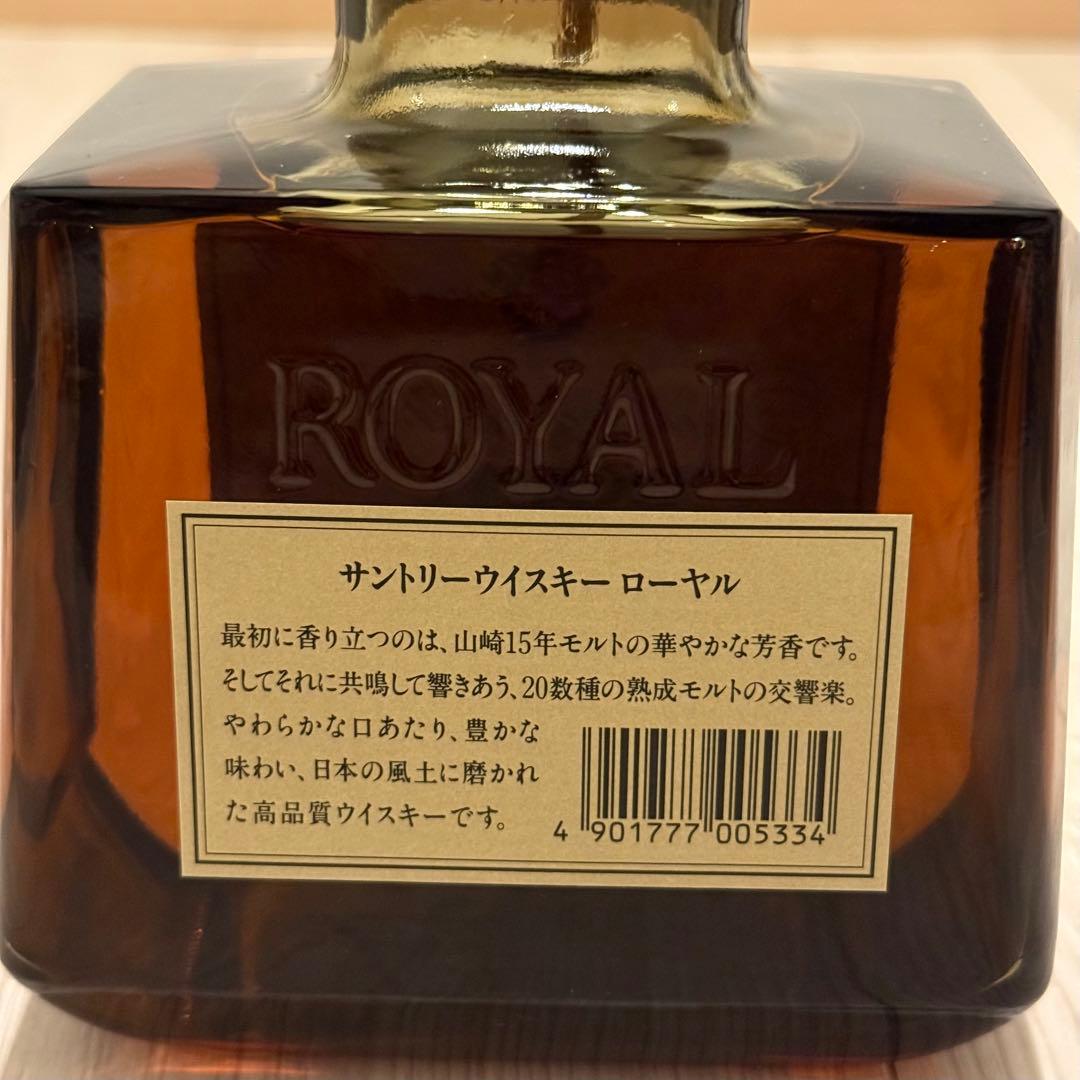 ROYAL
サントリーウイスキー ローヤル
最初に香り立つのは、山崎15年モルトの華やかな芳香です。
そしてそれに共鳴して響きあう、20数種の熟成モルトの交響楽。
やわらかな口あたり、豊かな
味わい、日本の風土に磨かれ
た高品質ウイスキーです。
4 901777 005334